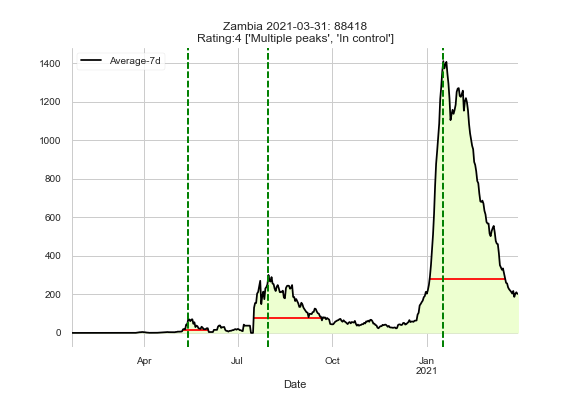 Zambia 2021-03-31: 88418
Rating:4 ['Multiple peaks', 'In control']
Average-7d
1400
1200
1000
800
600
400
200
0
Apr
Jul
Oct
Jan
2021
Date